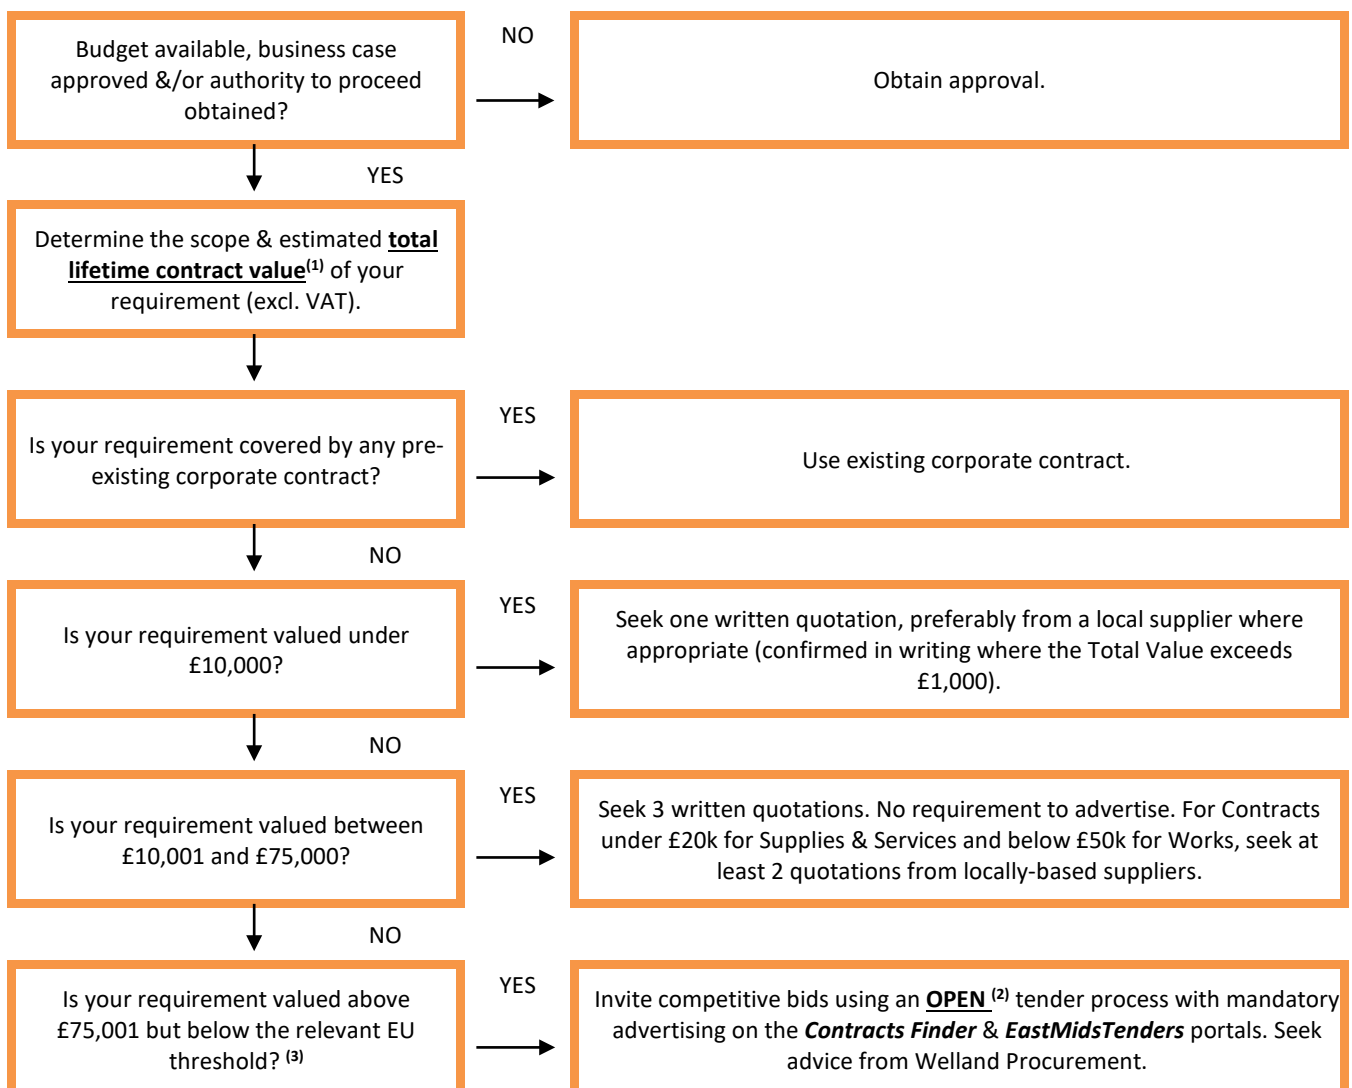 Budget available, business case
approved &/or authority to proceed
obtained?
NO
Obtain approval.
YES
Determine the scope & estimated total
lifetime contract value(1) of your
requirement (excl. VAT).
Is your requirement covered by any pre-
existing corporate contract?
YES
Use existing corporate contract.
NO
Is your requirement valued under
£10,000?
YES
Seek one written quotation, preferably from a local supplier where
appropriate (confirmed in writing where the Total Value exceeds
£1,000).
NO
Is your requirement valued between
£10,001 and £75,000?
YES
Seek 3 written quotations. No requirement to advertise. For Contracts
under £20k for Supplies & Services and below £50k for Works, seek at
least 2 quotations from locally-based suppliers.
NO
Is your requirement valued above
£75,001 but below the relevant EU
threshold? (3)
YES
Invite competitive bids using an OPEN (2) tender process with mandatory
advertising on the Contracts Finder & EastMidsTenders portals. Seek
advice from Welland Procurement.